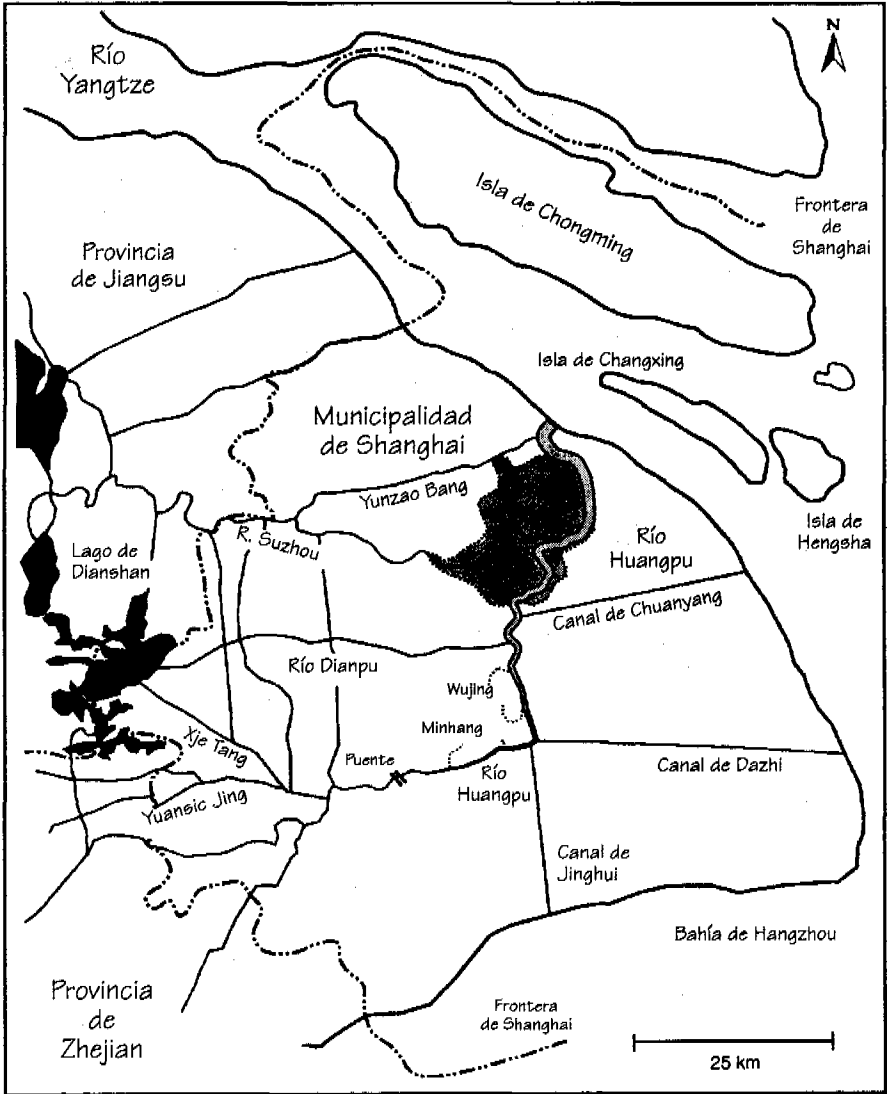 N
Río
Yangtze
Isla de Chongming
Frontera
de
Shanghai
Provincia
de Jiangsu
Isla de Changxing
Municipalidad
de Shanghai
Yunzao Bang
R. Suzhou
Isla de
Hengsha
Río
Huangpu
Lago de
Dianshan
Canal de Chuanyang
Río Dianpu
Wujing
Minhang
Xje Tang
Puente
Río
Huangpu
Canal de Dazhi
Yuansic Jing
Canal de
Jinghui
Bahía de Hangzhou
Provincia
de
Zhejian
Frontera
de Shanghai
25 km